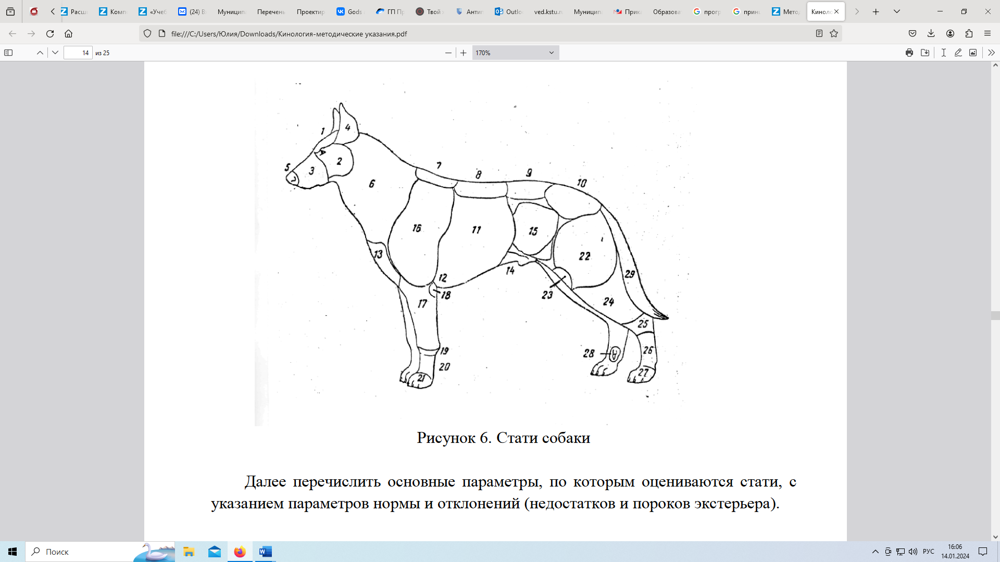 Расш
Комп
«Учеб
(24) В
Муницип
Перечень
Проектир
Gods
ГП Пр
Твой
Антип
Outlo
ved.kstu.ru
Муницип
Прика
Образова
прогр
прин
Мето
Кинол
file:///C:/Users/Юлия/Downloads/Кинология-методические указания.pdf
14 из 25
170%
1
4
2
5
3
6
7
8
9
10
16
11
15
13
22
14
12
29
18
23
17
24
25
19
28
26
20
21
27
Рисунок 6. Стати собаки
Далее перечислить основные параметры, по которым оцениваются стати, с
указанием параметров нормы и отклонений (недостатков и пороков экстерьера).
Поиск
РУС
16:06
14.01.2024